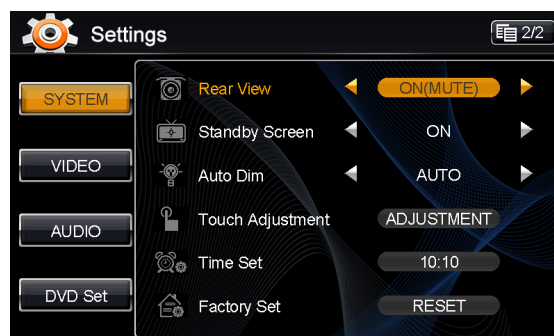 Settings
2/2
SYSTEM
VIDEO
AUDIO
DVD Set
Rear View ON(MUTE)
Standby Screen ON
Auto Dim AUTO
Touch Adjustment ADJUSTMENT
Time Set 10:10
Factory Set RESET